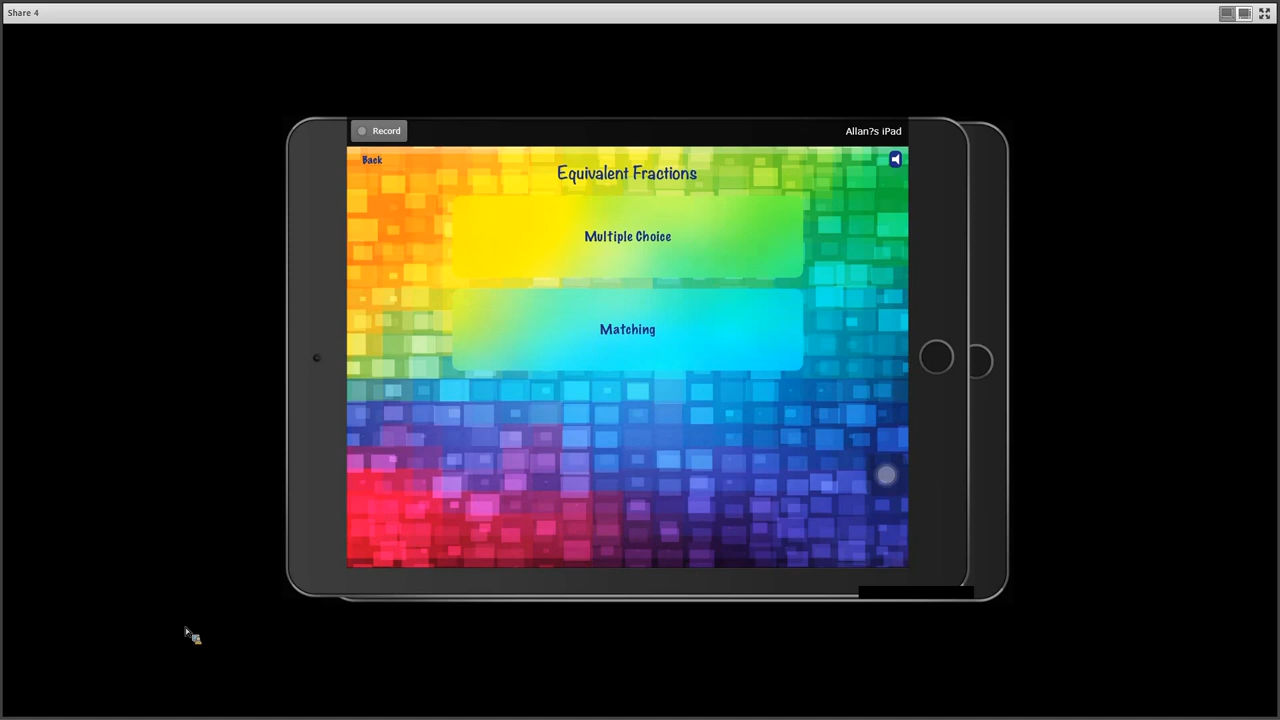 Share 4
Record
Allan?s iPad
Back
Equivalent Fractions
Multiple Choice
Matching